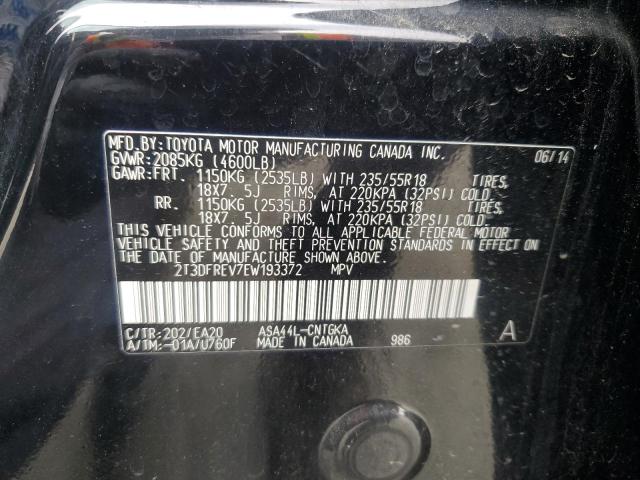 MFD. BY: TOYOTA MOTOR MANUFACTURING CANADA INC. 06/14
GVWR: 2085KG (4600LB)
GAWR: FRT. 1150KG (2535LB) WITH 235/55R18 TIRES,
18X7. 5J RIMS, AT 220KPA (32PSI) COLD.
RR. 1150KG (2535LB) WITH 235/55R18 TIRES,
18X7. 5J RIMS, AT 220KPA (32PSI) COLD.
THIS VEHICLE CONFORMS TO ALL APPLICABLE FEDERAL MOTOR
VEHICLE SAFETY AND THEFT PREVENTION STANDARDS IN EFFECT ON
THE DATE OF MANUFACTURE SHOWN ABOVE.
2T3DFREV7EW193372 MPV
C/TR: 202/EA20 ASA44L-CNTGKA
A/TM: -01A/U760F MADE IN CANADA 986 A